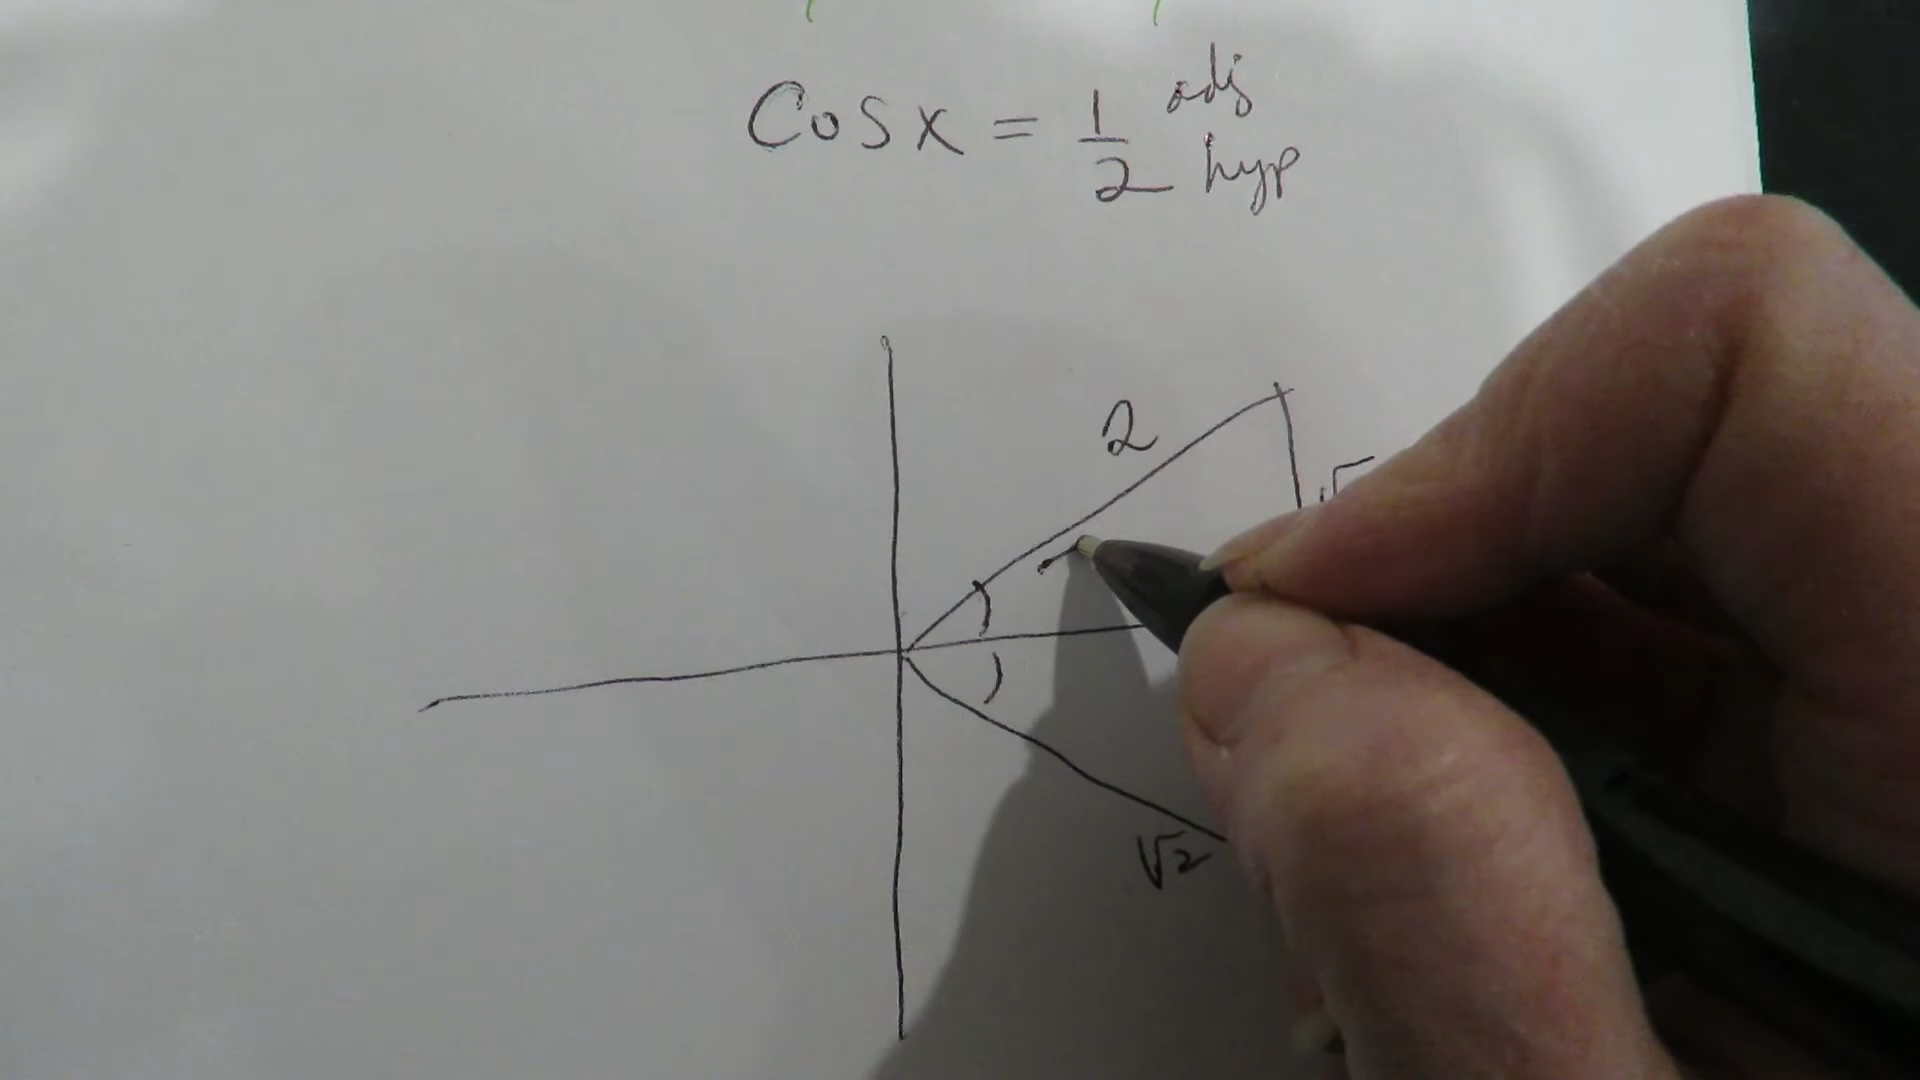 Cos x = 1/2 adj hyp
2
√2